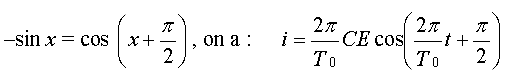 –sin x = cos (x + π/2), on a : i = 2π/T₀ CE cos(2π/T₀ t + π/2)